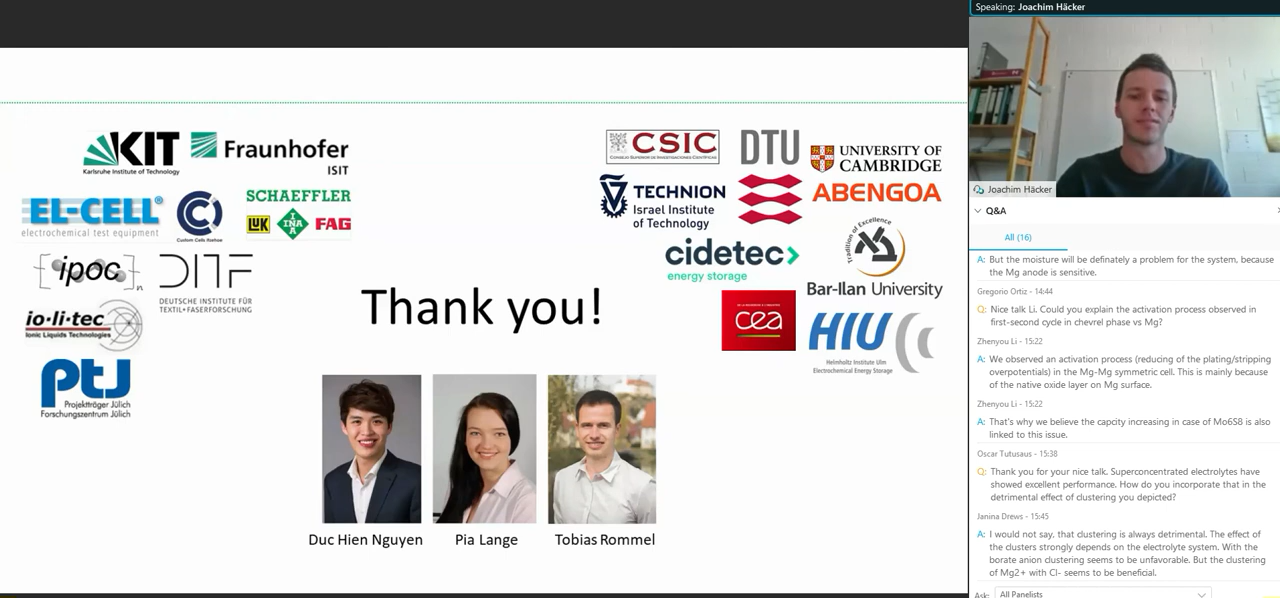 KIT
Karlsruhe Institute of Technology
Fraunhofer
ISIT
EL-CELL®
electrochemical test equipment
Custom Cells Itzehoe
SCHAEFFLER
LUK
INA
FAG
[ipoc]n
DITF
DEUTSCHE INSTITUTE FÜR
TEXTIL+FASERFORSCHUNG
io·li·tec
Ionic Liquids Technologies
PtJ
Projektträger Jülich
Forschungszentrum Jülich
CSIC
CONSEJO SUPERIOR DE INVESTIGACIONES CIENTÍFICAS
DTU
UNIVERSITY OF
CAMBRIDGE
TECHNION
Israel Institute
of Technology
ABENGOA
cidetec>
energy storage
Tradition of Excellence
Bar-Ilan University
cea
HIU
Helmholtz Institute Ulm
Electrochemical Energy Storage
Thank you!
Duc Hien Nguyen
Pia Lange
Tobias Rommel
Speaking: Joachim Häcker
Joachim Häcker
Q&A
All (16)
A: But the moisture will be definately a problem for the system, because
the Mg anode is sensitive.
Gregorio Ortiz - 14:44
Q: Nice talk Li. Could you explain the activation process observed in
first-second cycle in chevrel phase vs Mg?
Zhenyou Li - 15:22
A: We observed an activation process (reducing of the plating/stripping
overpotentials) in the Mg-Mg symmetric cell. This is mainly because
of the native oxide layer on Mg surface.
Zhenyou Li - 15:22
A: That's why we believe the capcity increasing in case of Mo6S8 is also
linked to this issue.
Oscar Tutusaus - 15:38
Q: Thank you for your nice talk. Superconcentrated electrolytes have
showed excellent performance. How do you incorporate that in the
detrimental effect of clustering you depicted?
Janina Drews - 15:45
A: I would not say, that clustering is always detrimental. The effect of
the clusters strongly depends on the electrolyte system. With the
borate anion clustering seems to be unfavorable. But the clustering
of Mg2+ with Cl- seems to be beneficial.
Ask: All Panelists